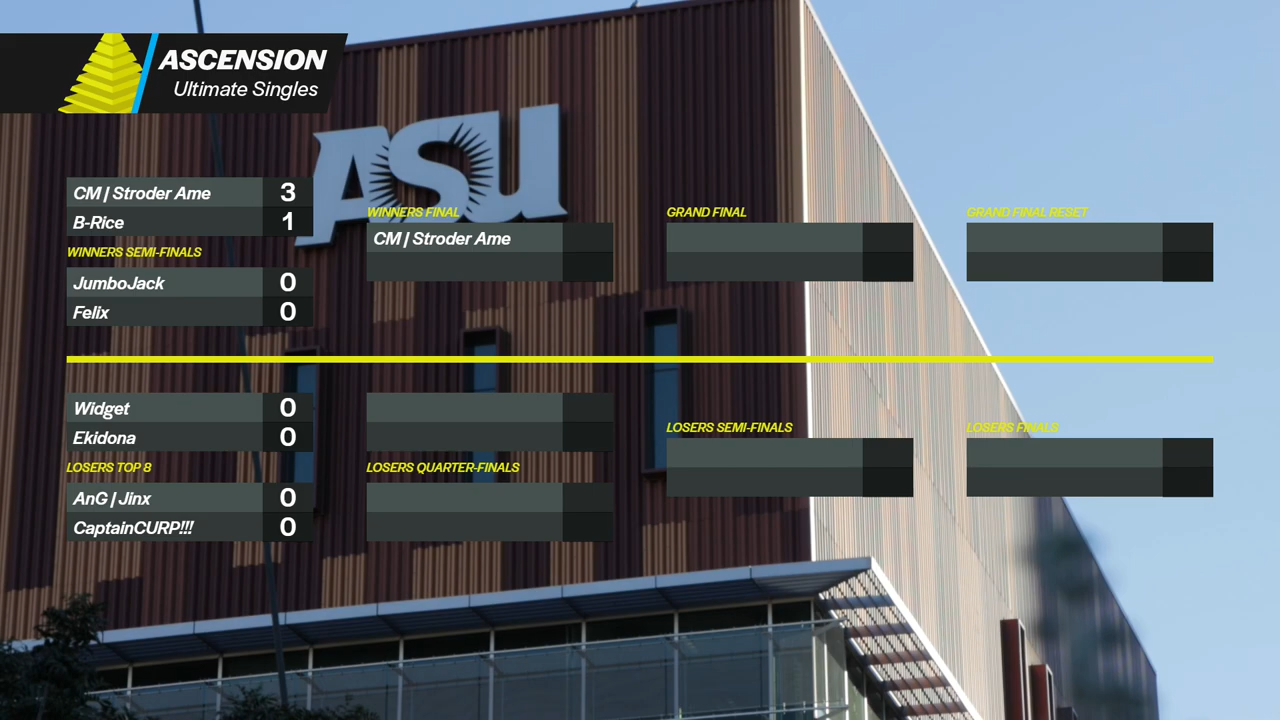 ASCENSION
Ultimate Singles
ASU
CM | Stroder Ame 3
B-Rice 1
WINNERS SEMI-FINALS
JumboJack 0
Felix 0
WINNERS FINAL
CM | Stroder Ame
GRAND FINAL
GRAND FINAL RESET
Widget 0
Ekidona 0
LOSERS TOP 8
AnG | Jinx 0
CaptainCURP!!! 0
LOSERS QUARTER-FINALS
LOSERS SEMI-FINALS
LOSERS FINALS